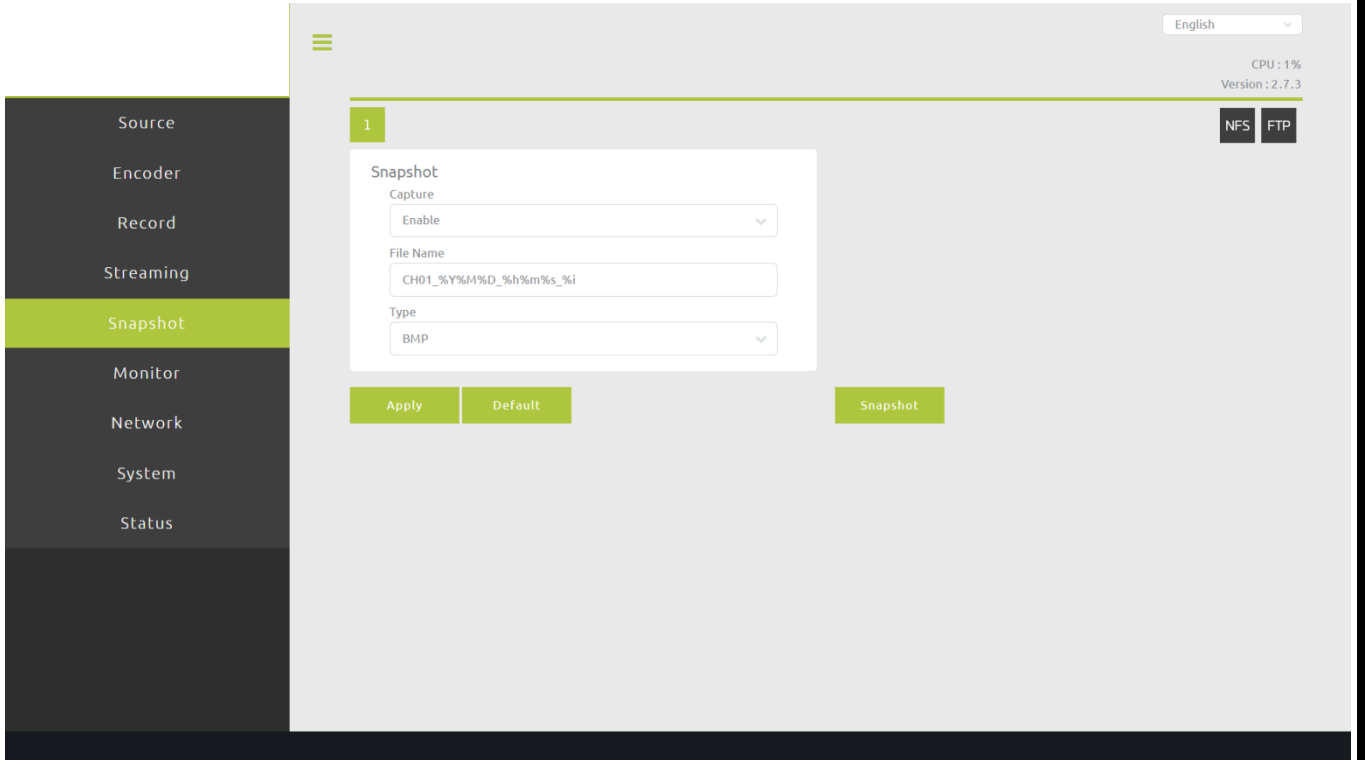 English
CPU : 1%
Version : 2.7.3
Source
Encoder
Record
Streaming
Snapshot
Monitor
Network
System
Status
1
NFS FTP
Snapshot
Capture
Enable
File Name
CH01_%Y%M%D_%h%m%s_%i
Type
BMP
Apply Default Snapshot